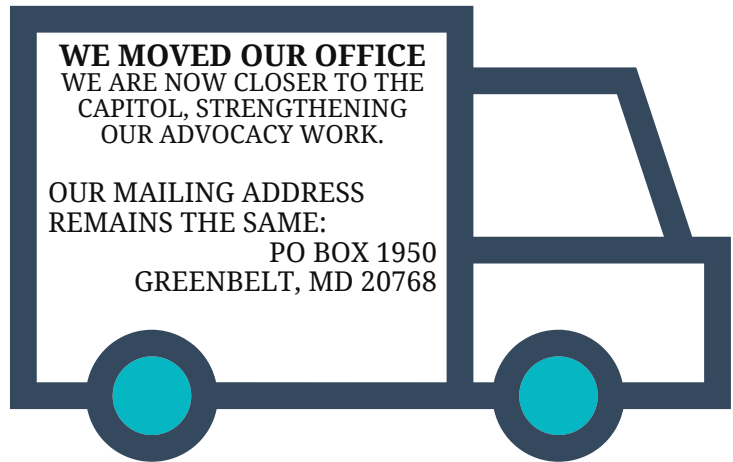 WE MOVED OUR OFFICE
WE ARE NOW CLOSER TO THE
CAPITOL, STRENGTHENING
OUR ADVOCACY WORK.
OUR MAILING ADDRESS
REMAINS THE SAME:
PO BOX 1950
GREENBELT, MD 20768